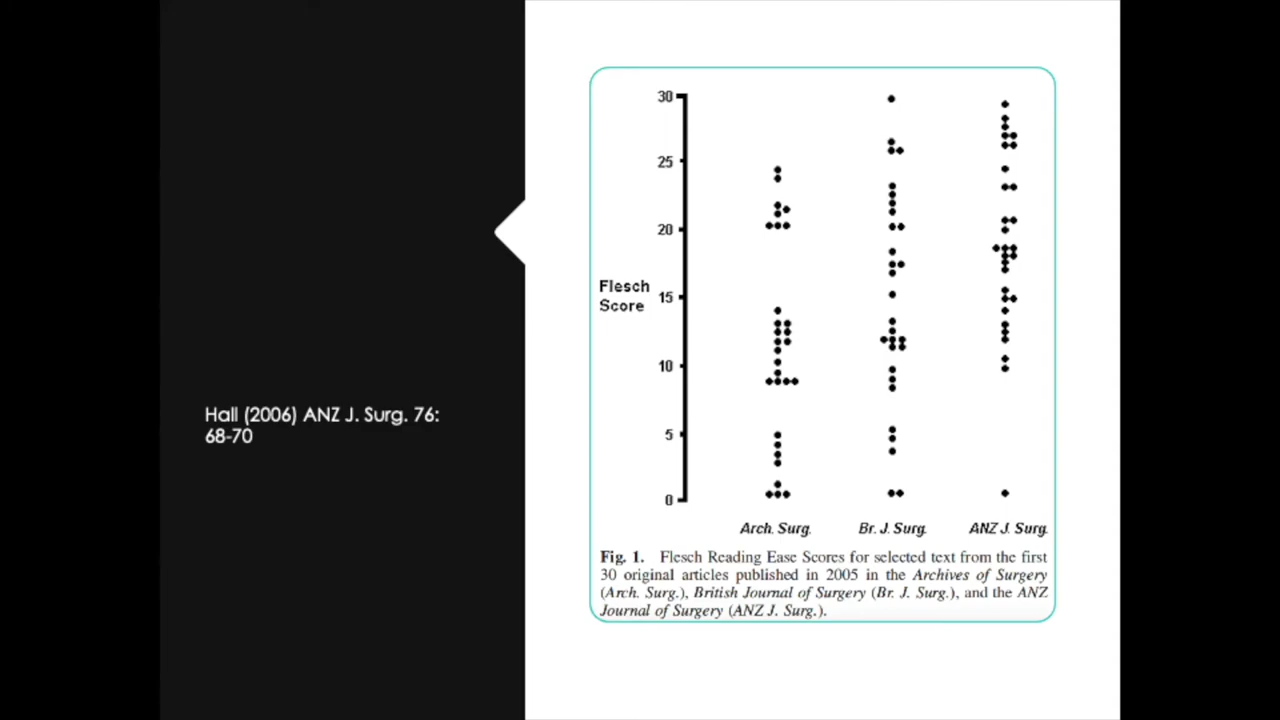 Hall (2006) ANZ J. Surg. 76:
68-70
30
25
20
15
10
5
0
Flesch
Score
Arch. Surg.
Br. J. Surg.
ANZ J. Surg.
Fig. 1. Flesch Reading Ease Scores for selected text from the first
30 original articles published in 2005 in the Archives of Surgery
(Arch. Surg.), British Journal of Surgery (Br. J. Surg.), and the ANZ
Journal of Surgery (ANZ J. Surg.).